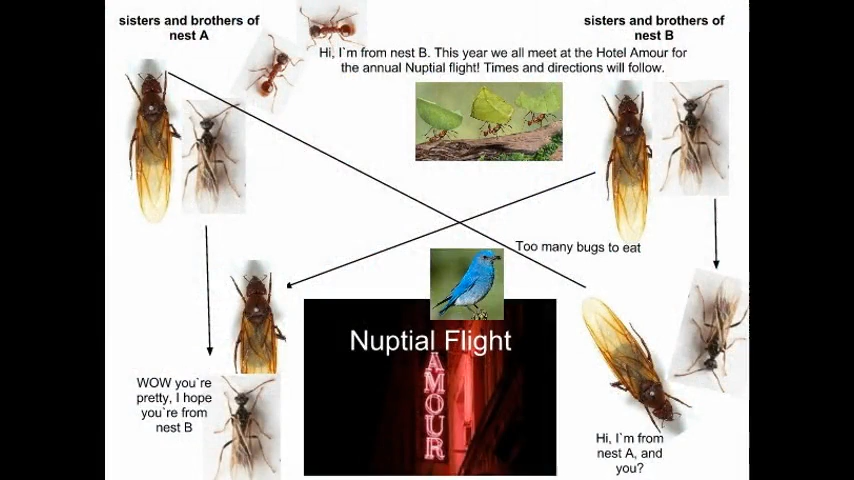 sisters and brothers of
nest A
sisters and brothers of
nest B
Hi, I`m from nest B. This year we all meet at the Hotel Amour for
the annual Nuptial flight! Times and directions will follow.
Too many bugs to eat
Nuptial Flight
AMOUR
WOW you`re
pretty, I hope
you`re from
nest B
Hi, I`m from
nest A, and
you?